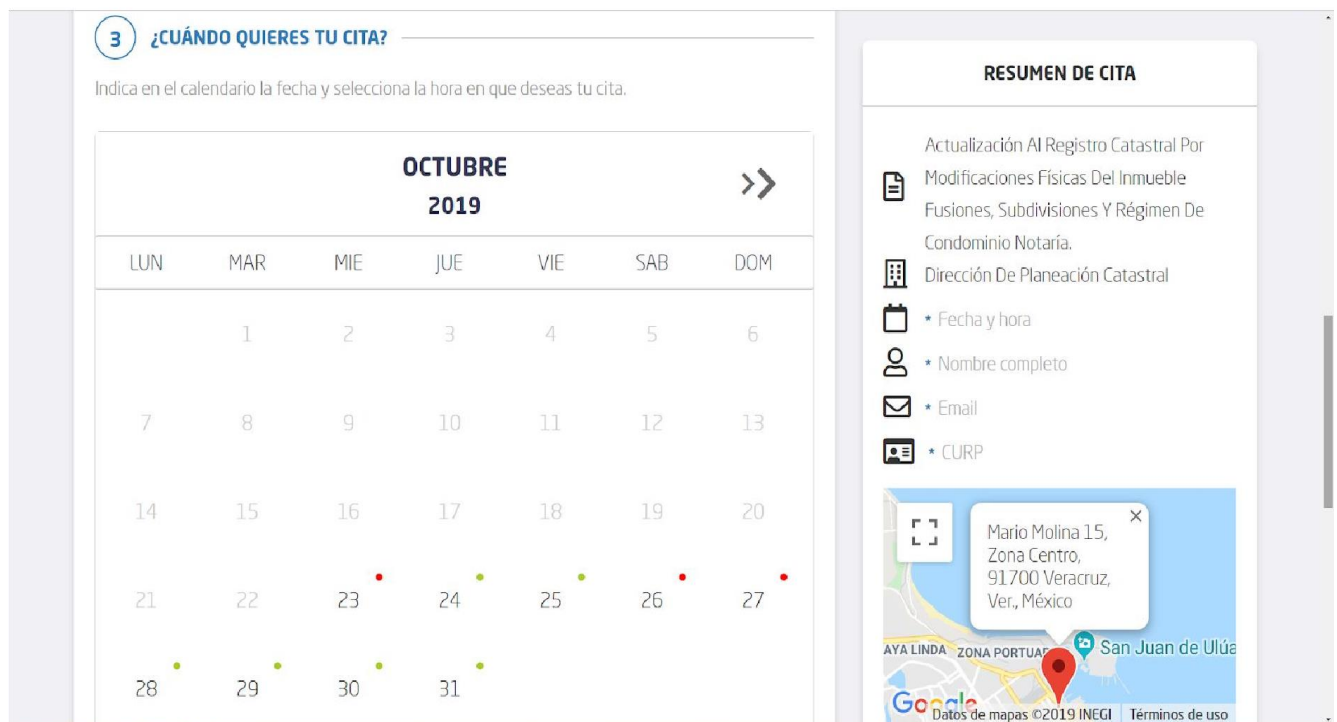 3 ¿CUÁNDO QUIERES TU CITA?
Indica en el calendario la fecha y selecciona la hora en que deseas tu cita.
OCTUBRE
2019
LUN MAR MIE JUE VIE SAB DOM
1 2 3 4 5 6
7 8 9 10 11 12 13
14 15 16 17 18 19 20
21 22 23 24 25 26 27
28 29 30 31
RESUMEN DE CITA
Actualización Al Registro Catastral Por
Modificaciones Físicas Del Inmueble
Fusiones, Subdivisiones Y Régimen De
Condominio Notaría.
Dirección De Planeación Catastral
* Fecha y hora
* Nombre completo
* Email
* CURP
Mario Molina 15,
Zona Centro,
91700 Veracruz,
Ver., México
AYA LINDA ZONA PORTUAR San Juan de Ulúa
Google
Datos de mapas ©2019 INEGI Términos de uso